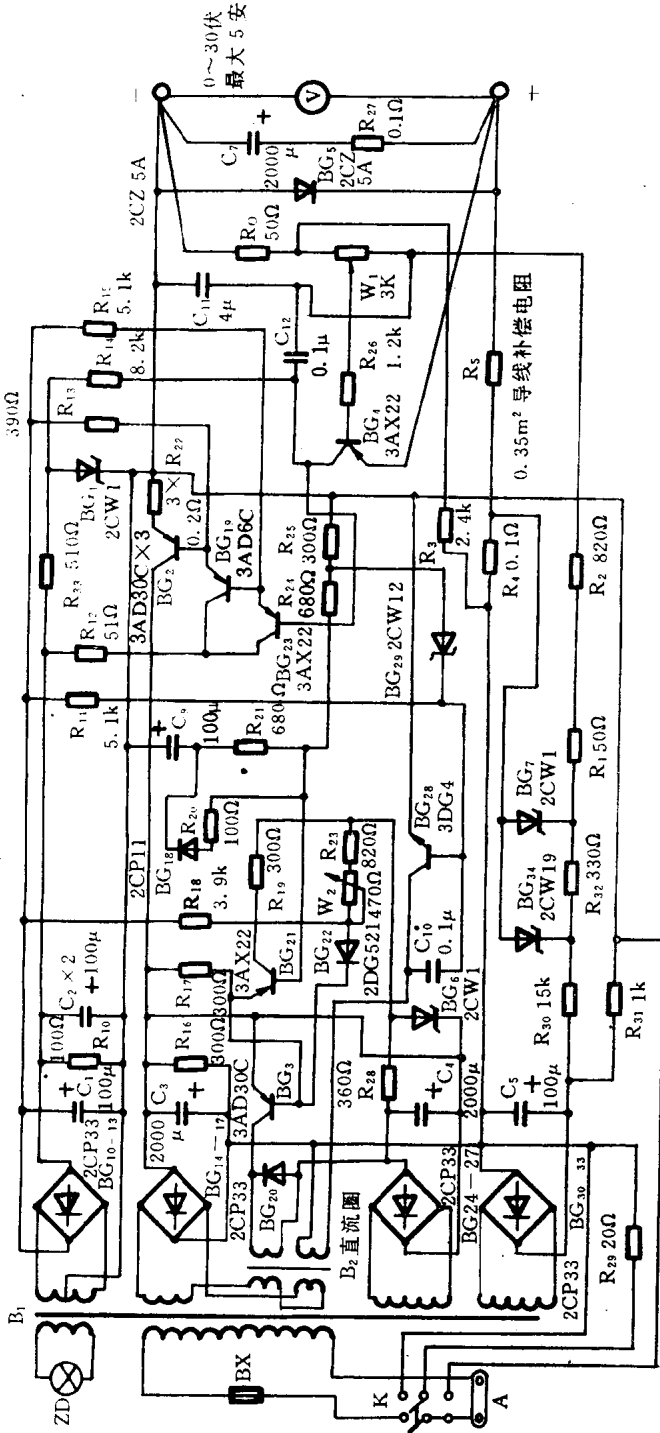 0～30伏
最大 5 安
−
+
V
C₇
+
2000
μ
R₂₇
0.1Ω
BG₅
2CZ
5A
2CZ 5A
R₀
50Ω
W₁
3K
R₁₅
5.1k
R₁₄
8.2k
C₁₁
4μ
C₁₂
0.1μ
R₂₆
1.2k
BG₄
3AX22
R₅
0.35m² 导线补偿电阻
390Ω
R₁₃
BG₁
2CW1
3×R₂₂
0.2Ω
R₃₃ 510Ω
R₁₂
51Ω
3AD30C×3
BG₂
BG₁₉
3AD6C
R₂₅
300Ω
R₂₄
680Ω
BG₂₃
3AX22
R₃
2.4k
R₄ 0.1Ω
R₂ 820Ω
BG₂₉ 2CW12
R₁₁
5.1k
C₉
+
100μ
R₂₁
680Ω
BG₁₈
2CP11
R₂₀
100Ω
R₁₈
3.9k
R₁₉
300Ω
R₂₃
820Ω
W₂
470Ω
BG₂₂
2DG521
BG₂₈
3DG4
C₁₀
0.1μ
BG₇
2CW1
BG₃₄
2CW19
R₁50Ω
R₃₂ 330Ω
3AX22
BG₂₁
R₁₇
300Ω
R₁₆
300Ω
BG₆
2CW1
R₃₀ 15k
R₃₁ 1k
C₂×2
+100μ
100Ω
R₁₀
C₁
+
100μ
C₃
+
2000
μ
3AD30C
BG₃
360Ω
R₂₈
C₄
+
2000μ
C₅
+
100μ
2CP33
BG₁₀₋₁₃
BG₁₄₋₁₇
2CP33
BG₂₀
2CP33
BG24−27
BG₃₀ ₃₃
2CP33
R₂₉ 20Ω
B₂直流圈
B₁
ZD
BX
K
A